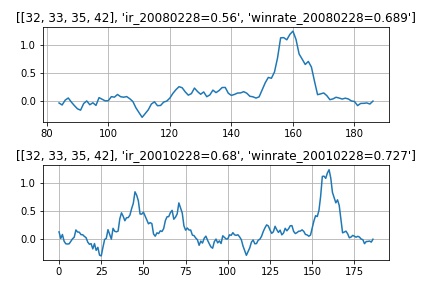 [[32, 33, 35, 42], 'ir_20080228=0.56', 'winrate_20080228=0.689']
1.0
0.5
0.0
80 100 120 140 160 180
[[32, 33, 35, 42], 'ir_20010228=0.68', 'winrate_20010228=0.727']
1.0
0.5
0.0
0 25 50 75 100 125 150 175